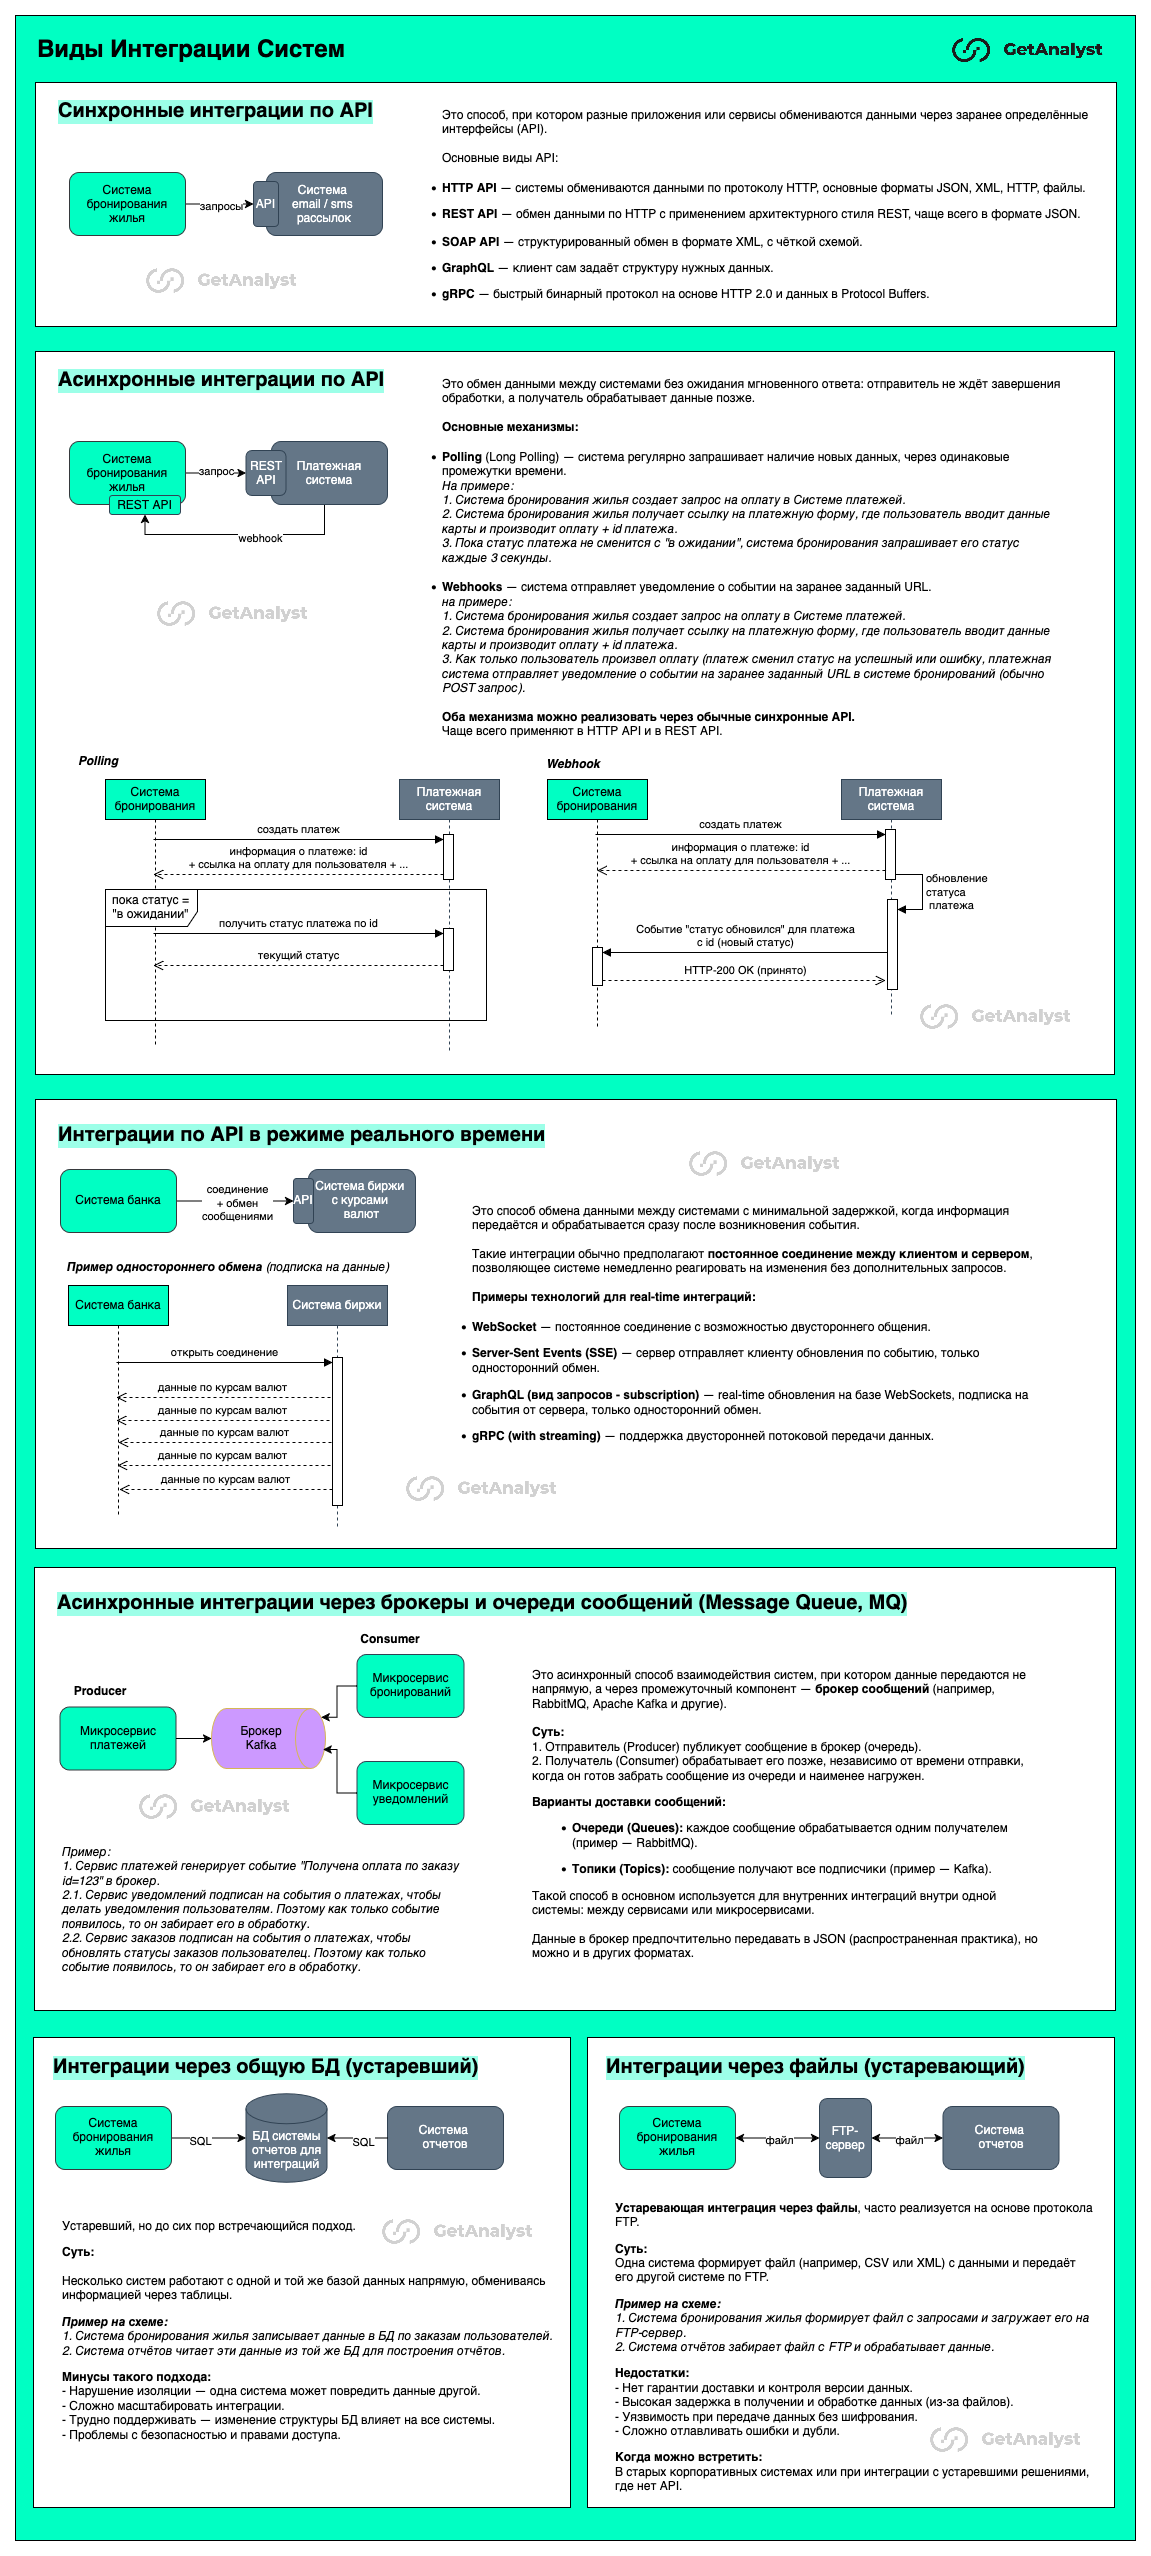 Виды Интеграции Систем
GetAnalyst
Синхронные интеграции по API
Система
бронирования
жилья
запросы
API
Система
email / sms
рассылок
GetAnalyst
Это способ, при котором разные приложения или сервисы обмениваются данными через заранее определённые
интерфейсы (API).
Основные виды API:
• HTTP API — системы обмениваются данными по протоколу HTTP, основные форматы JSON, XML, HTTP, файлы.
• REST API — обмен данными по HTTP с применением архитектурного стиля REST, чаще всего в формате JSON.
• SOAP API — структурированный обмен в формате XML, с чёткой схемой.
• GraphQL — клиент сам задаёт структуру нужных данных.
• gRPC — быстрый бинарный протокол на основе HTTP 2.0 и данных в Protocol Buffers.
Асинхронные интеграции по API
Система
бронирования
жилья
REST API
запрос
REST
API
Платежная
система
webhook
GetAnalyst
Это обмен данными между системами без ожидания мгновенного ответа: отправитель не ждёт завершения
обработки, а получатель обрабатывает данные позже.
Основные механизмы:
• Polling (Long Polling) — система регулярно запрашивает наличие новых данных, через одинаковые
промежутки времени.
На примере:
1. Система бронирования жилья создает запрос на оплату в Системе платежей.
2. Система бронирования жилья получает ссылку на платежную форму, где пользователь вводит данные
карты и производит оплату + id платежа.
3. Пока статус платежа не сменится с "в ожидании", система бронирования запрашивает его статус
каждые 3 секунды.
• Webhooks — система отправляет уведомление о событии на заранее заданный URL.
на примере:
1. Система бронирования жилья создает запрос на оплату в Системе платежей.
2. Система бронирования жилья получает ссылку на платежную форму, где пользователь вводит данные
карты и производит оплату + id платежа.
3. Как только пользователь произвел оплату (платеж сменил статус на успешный или ошибку, платежная
система отправляет уведомление о событии на заранее заданный URL в системе бронирований (обычно
POST запрос).
Оба механизма можно реализовать через обычные синхронные API.
Чаще всего применяют в HTTP API и в REST API.
Polling
Система
бронирования
Платежная
система
создать платеж
информация о платеже: id
+ ссылка на оплату для пользователя + ...
пока статус =
"в ожидании"
получить статус платежа по id
текущий статус
Webhook
Система
бронирования
Платежная
система
создать платеж
информация о платеже: id
+ ссылка на оплату для пользователя + ...
обновление
статуса
платежа
Событие "статус обновился" для платежа
с id (новый статус)
HTTP-200 OK (принято)
GetAnalyst
Интеграции по API в режиме реального времени
GetAnalyst
Система банка
соединение
+ обмен
сообщениями
API
Система биржи
с курсами
валют
Пример одностороннего обмена (подписка на данные)
Система банка
Система биржи
открыть соединение
данные по курсам валют
данные по курсам валют
данные по курсам валют
данные по курсам валют
данные по курсам валют
GetAnalyst
Это способ обмена данными между системами с минимальной задержкой, когда информация
передаётся и обрабатывается сразу после возникновения события.
Такие интеграции обычно предполагают постоянное соединение между клиентом и сервером,
позволяющее системе немедленно реагировать на изменения без дополнительных запросов.
Примеры технологий для real-time интеграций:
• WebSocket — постоянное соединение с возможностью двустороннего общения.
• Server-Sent Events (SSE) — сервер отправляет клиенту обновления по событию, только
односторонний обмен.
• GraphQL (вид запросов - subscription) — real-time обновления на базе WebSockets, подписка на
события от сервера, только односторонний обмен.
• gRPC (with streaming) — поддержка двусторонней потоковой передачи данных.
Асинхронные интеграции через брокеры и очереди сообщений (Message Queue, MQ)
Consumer
Микросервис
бронирований
Producer
Микросервис
платежей
Брокер
Kafka
Микросервис
уведомлений
GetAnalyst
Пример:
1. Сервис платежей генерирует событие "Получена оплата по заказу
id=123" в брокер.
2.1. Сервис уведомлений подписан на события о платежах, чтобы
делать уведомления пользователям. Поэтому как только событие
появилось, то он забирает его в обработку.
2.2. Сервис заказов подписан на события о платежах, чтобы
обновлять статусы заказов пользователец. Поэтому как только
событие появилось, то он забирает его в обработку.
Это асинхронный способ взаимодействия систем, при котором данные передаются не
напрямую, а через промежуточный компонент — брокер сообщений (например,
RabbitMQ, Apache Kafka и другие).
Суть:
1. Отправитель (Producer) публикует сообщение в брокер (очередь).
2. Получатель (Consumer) обрабатывает его позже, независимо от времени отправки,
когда он готов забрать сообщение из очереди и наименее нагружен.
Варианты доставки сообщений:
• Очереди (Queues): каждое сообщение обрабатывается одним получателем
(пример — RabbitMQ).
• Топики (Topics): сообщение получают все подписчики (пример — Kafka).
Такой способ в основном используется для внутренних интеграций внутри одной
системы: между сервисами или микросервисами.
Данные в брокер предпочтительно передавать в JSON (распространенная практика), но
можно и в других форматах.
Интеграции через общую БД (устаревший)
Система
бронирования
жилья
SQL
БД системы
отчетов для
интеграций
SQL
Система
отчетов
GetAnalyst
Устаревший, но до сих пор встречающийся подход.
Суть:
Несколько систем работают с одной и той же базой данных напрямую, обмениваясь
информацией через таблицы.
Пример на схеме:
1. Система бронирования жилья записывает данные в БД по заказам пользователей.
2. Система отчётов читает эти данные из той же БД для построения отчётов.
Минусы такого подхода:
- Нарушение изоляции — одна система может повредить данные другой.
- Сложно масштабировать интеграции.
- Трудно поддерживать — изменение структуры БД влияет на все системы.
- Проблемы с безопасностью и правами доступа.
Интеграции через файлы (устаревающий)
Система
бронирования
жилья
файл
FTP-
сервер
файл
Система
отчетов
Устаревающая интеграция через файлы, часто реализуется на основе протокола
FTP.
Суть:
Одна система формирует файл (например, CSV или XML) с данными и передаёт
его другой системе по FTP.
Пример на схеме:
1. Система бронирования жилья формирует файл с запросами и загружает его на
FTP-сервер.
2. Система отчётов забирает файл с FTP и обрабатывает данные.
Недостатки:
- Нет гарантии доставки и контроля версии данных.
- Высокая задержка в получении и обработке данных (из-за файлов).
- Уязвимость при передаче данных без шифрования.
- Сложно отлавливать ошибки и дубли.
GetAnalyst
Когда можно встретить:
В старых корпоративных системах или при интеграции с устаревшими решениями,
где нет API.